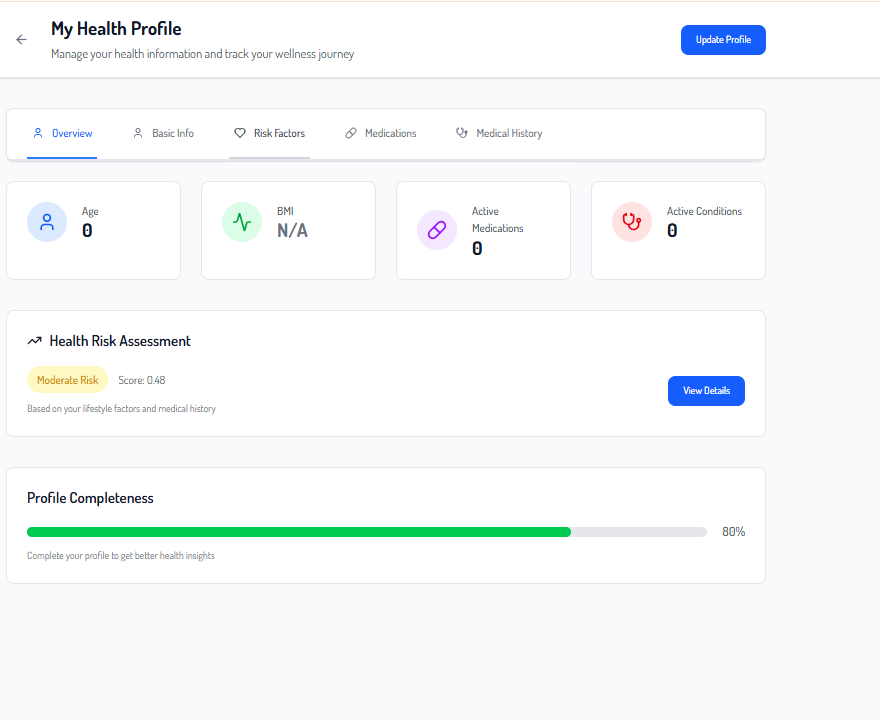 My Health Profile
Manage your health information and track your wellness journey
Update Profile
Overview
Basic Info
Risk Factors
Medications
Medical History
Age
0
BMI
N/A
Active
Medications
0
Active Conditions
0
Health Risk Assessment
Moderate Risk
Score: 0.48
Based on your lifestyle factors and medical history
View Details
Profile Completeness
80%
Complete your profile to get better health insights